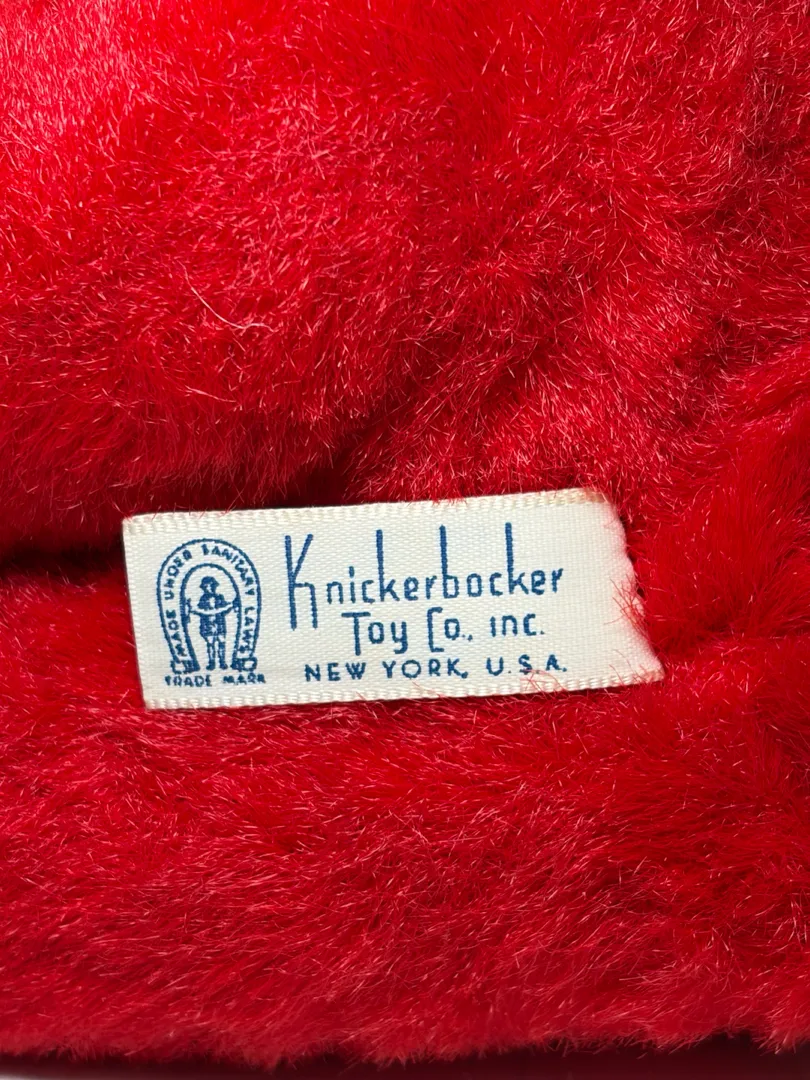 MADE UNDER SANITARY LAWS
TRADE MARK
Knickerbocker
Toy Co., inc.
NEW YORK, U.S.A.